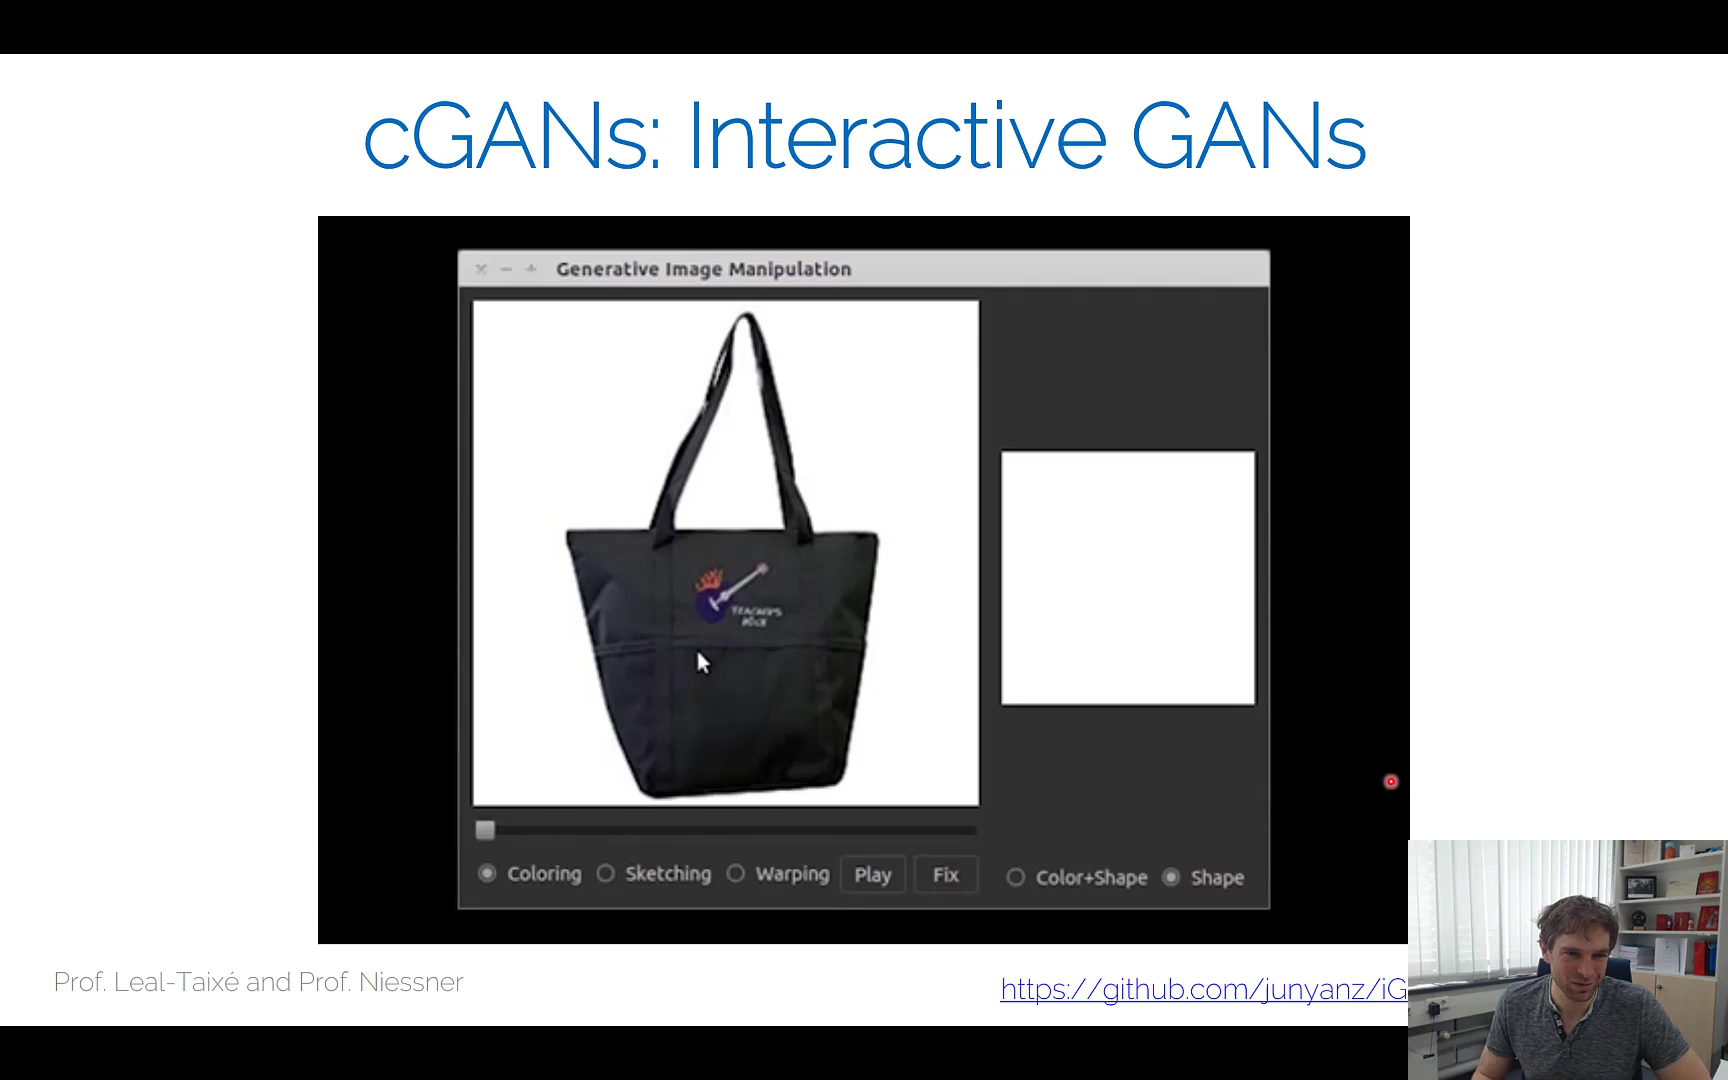 cGANs: Interactive GANs
Generative Image Manipulation
Coloring Sketching Warping Play Fix Color+Shape Shape
Prof. Leal-Taixé and Prof. Niessner
https://github.com/junyanz/iG